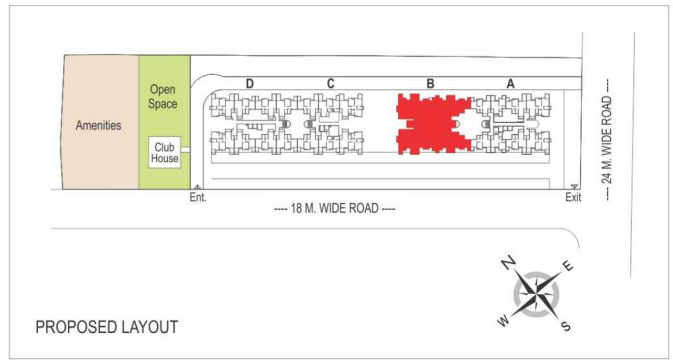 D
C
B
A
Open
Space
Amenities
Club
House
Ent.
Exit
---- 18 M. WIDE ROAD ----
---- 24 M. WIDE ROAD ----
N
E
W
S
PROPOSED LAYOUT